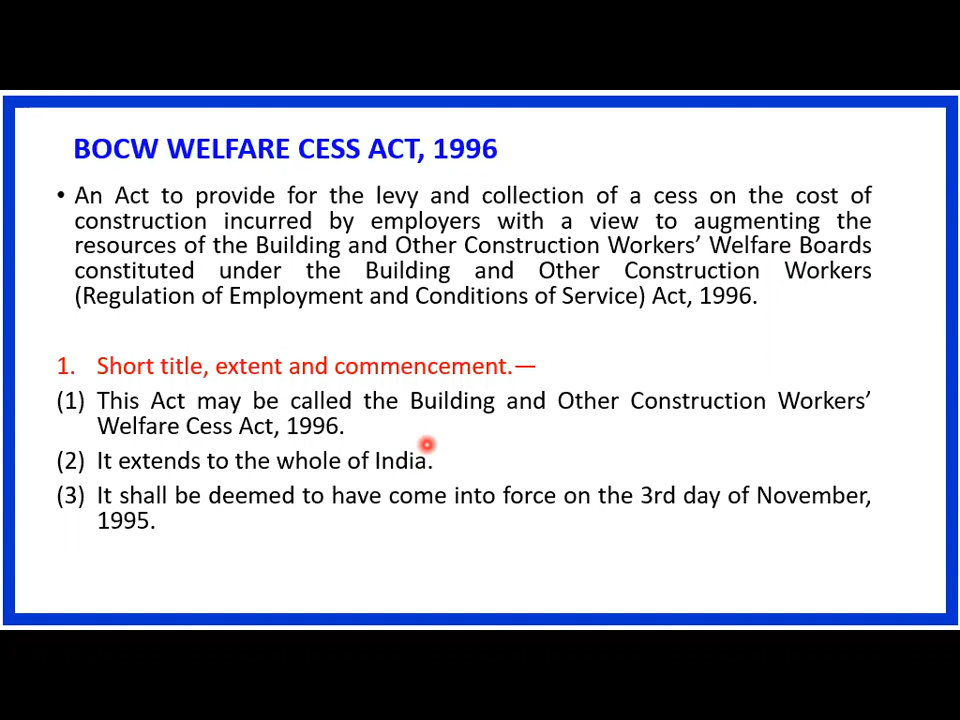 BOCW WELFARE CESS ACT, 1996
• An Act to provide for the levy and collection of a cess on the cost of
construction incurred by employers with a view to augmenting the
resources of the Building and Other Construction Workers’ Welfare Boards
constituted under the Building and Other Construction Workers
(Regulation of Employment and Conditions of Service) Act, 1996.
1. Short title, extent and commencement.—
(1) This Act may be called the Building and Other Construction Workers’
Welfare Cess Act, 1996.
(2) It extends to the whole of India.
(3) It shall be deemed to have come into force on the 3rd day of November,
1995.